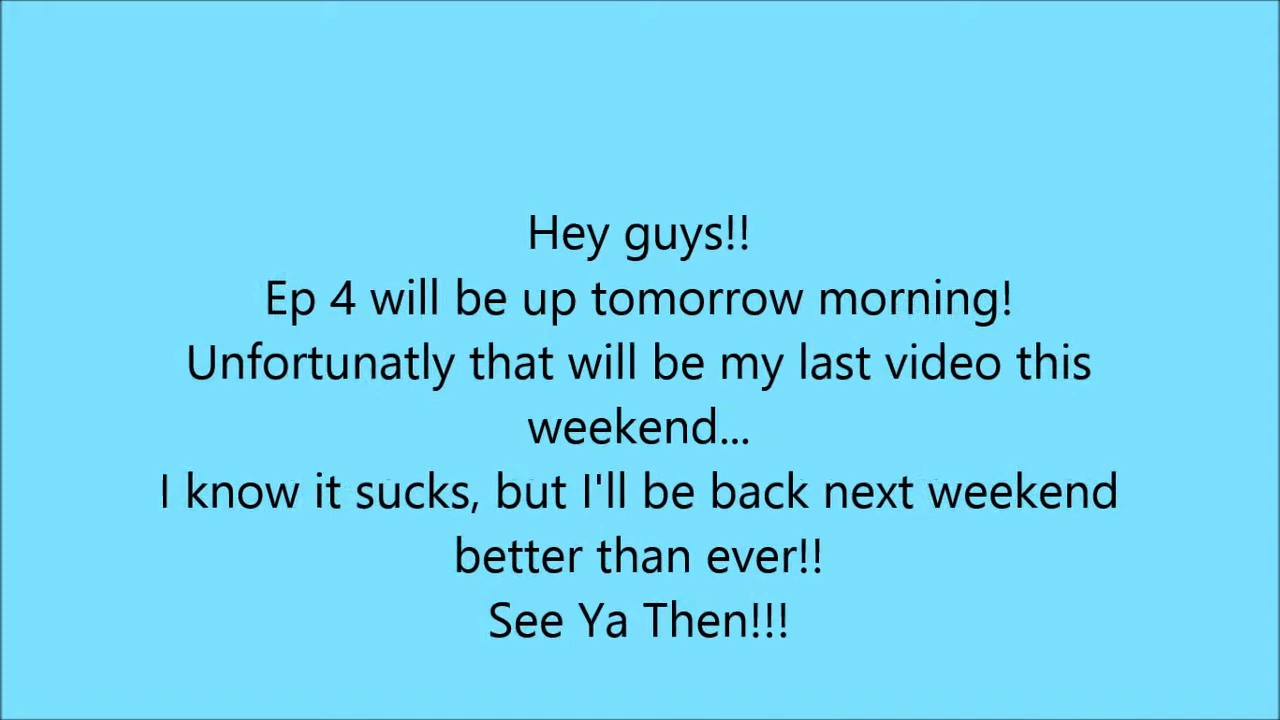 Hey guys!!
Ep 4 will be up tomorrow morning!
Unfortunatly that will be my last video this
weekend...
I know it sucks, but I'll be back next weekend
better than ever!!
See Ya Then!!!